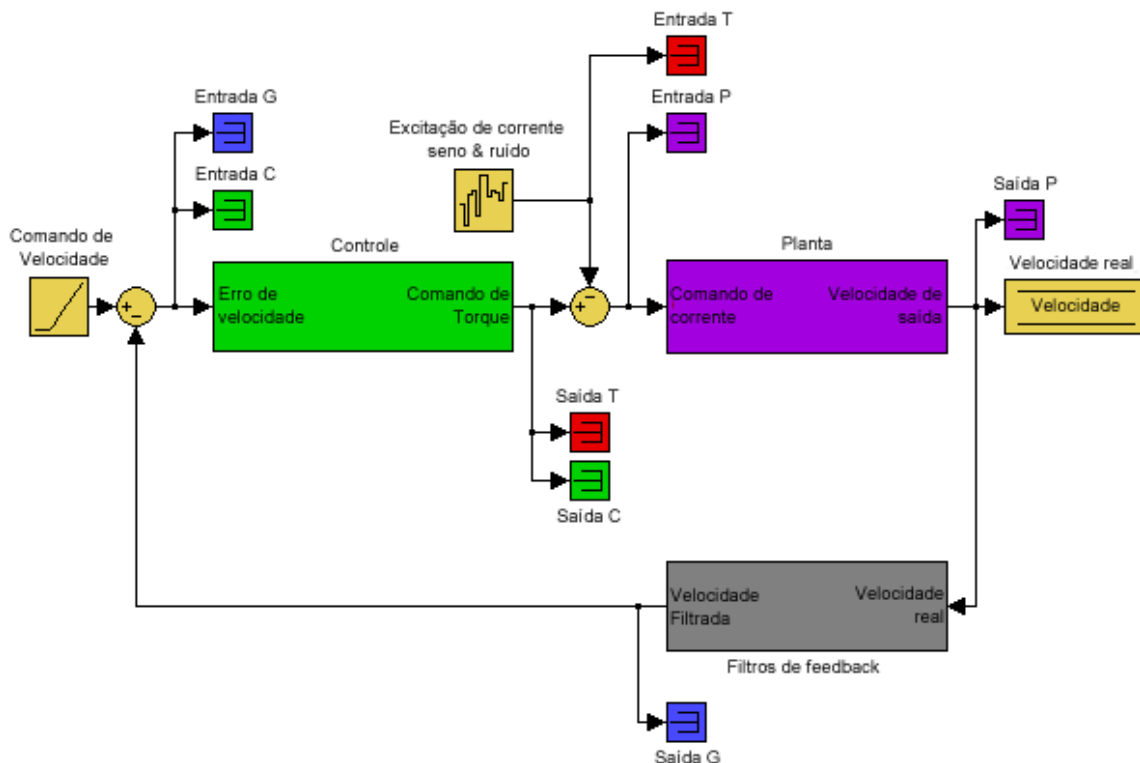 Entrada T
Entrada G
Entrada P
Excitação de corrente
seno & ruído
Entrada C
Saída P
Comando de
Velocidade
Controle
Planta
Velocidade real
Erro de
velocidade
Comando de
Torque
Comando de
corrente
Velocidade de
saída
Velocidade
Saída T
Saída C
Velocidade
Filtrada
Velocidade
real
Filtros de feedback
Saída G